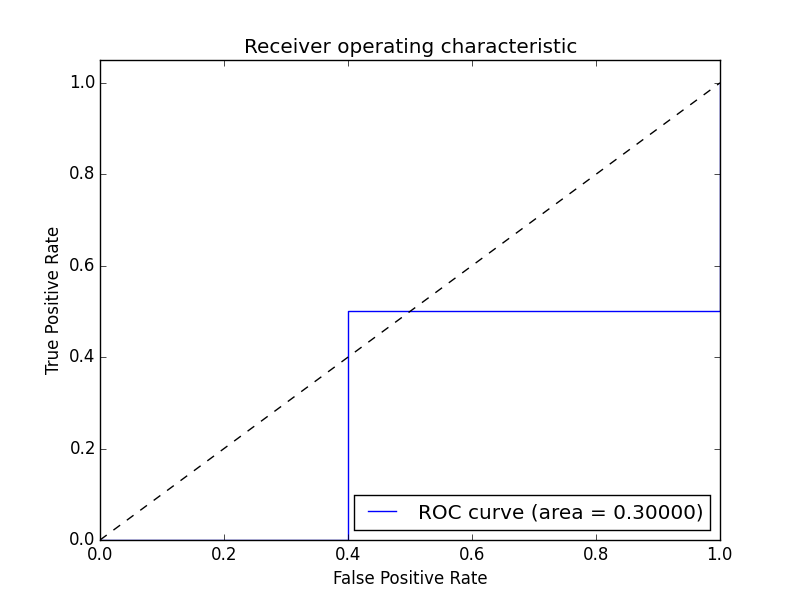 Receiver operating characteristic
1.0
0.8
0.6
0.4
0.2
0.0
True Positive Rate
ROC curve (area = 0.30000)
0.0 0.2 0.4 0.6 0.8 1.0
False Positive Rate